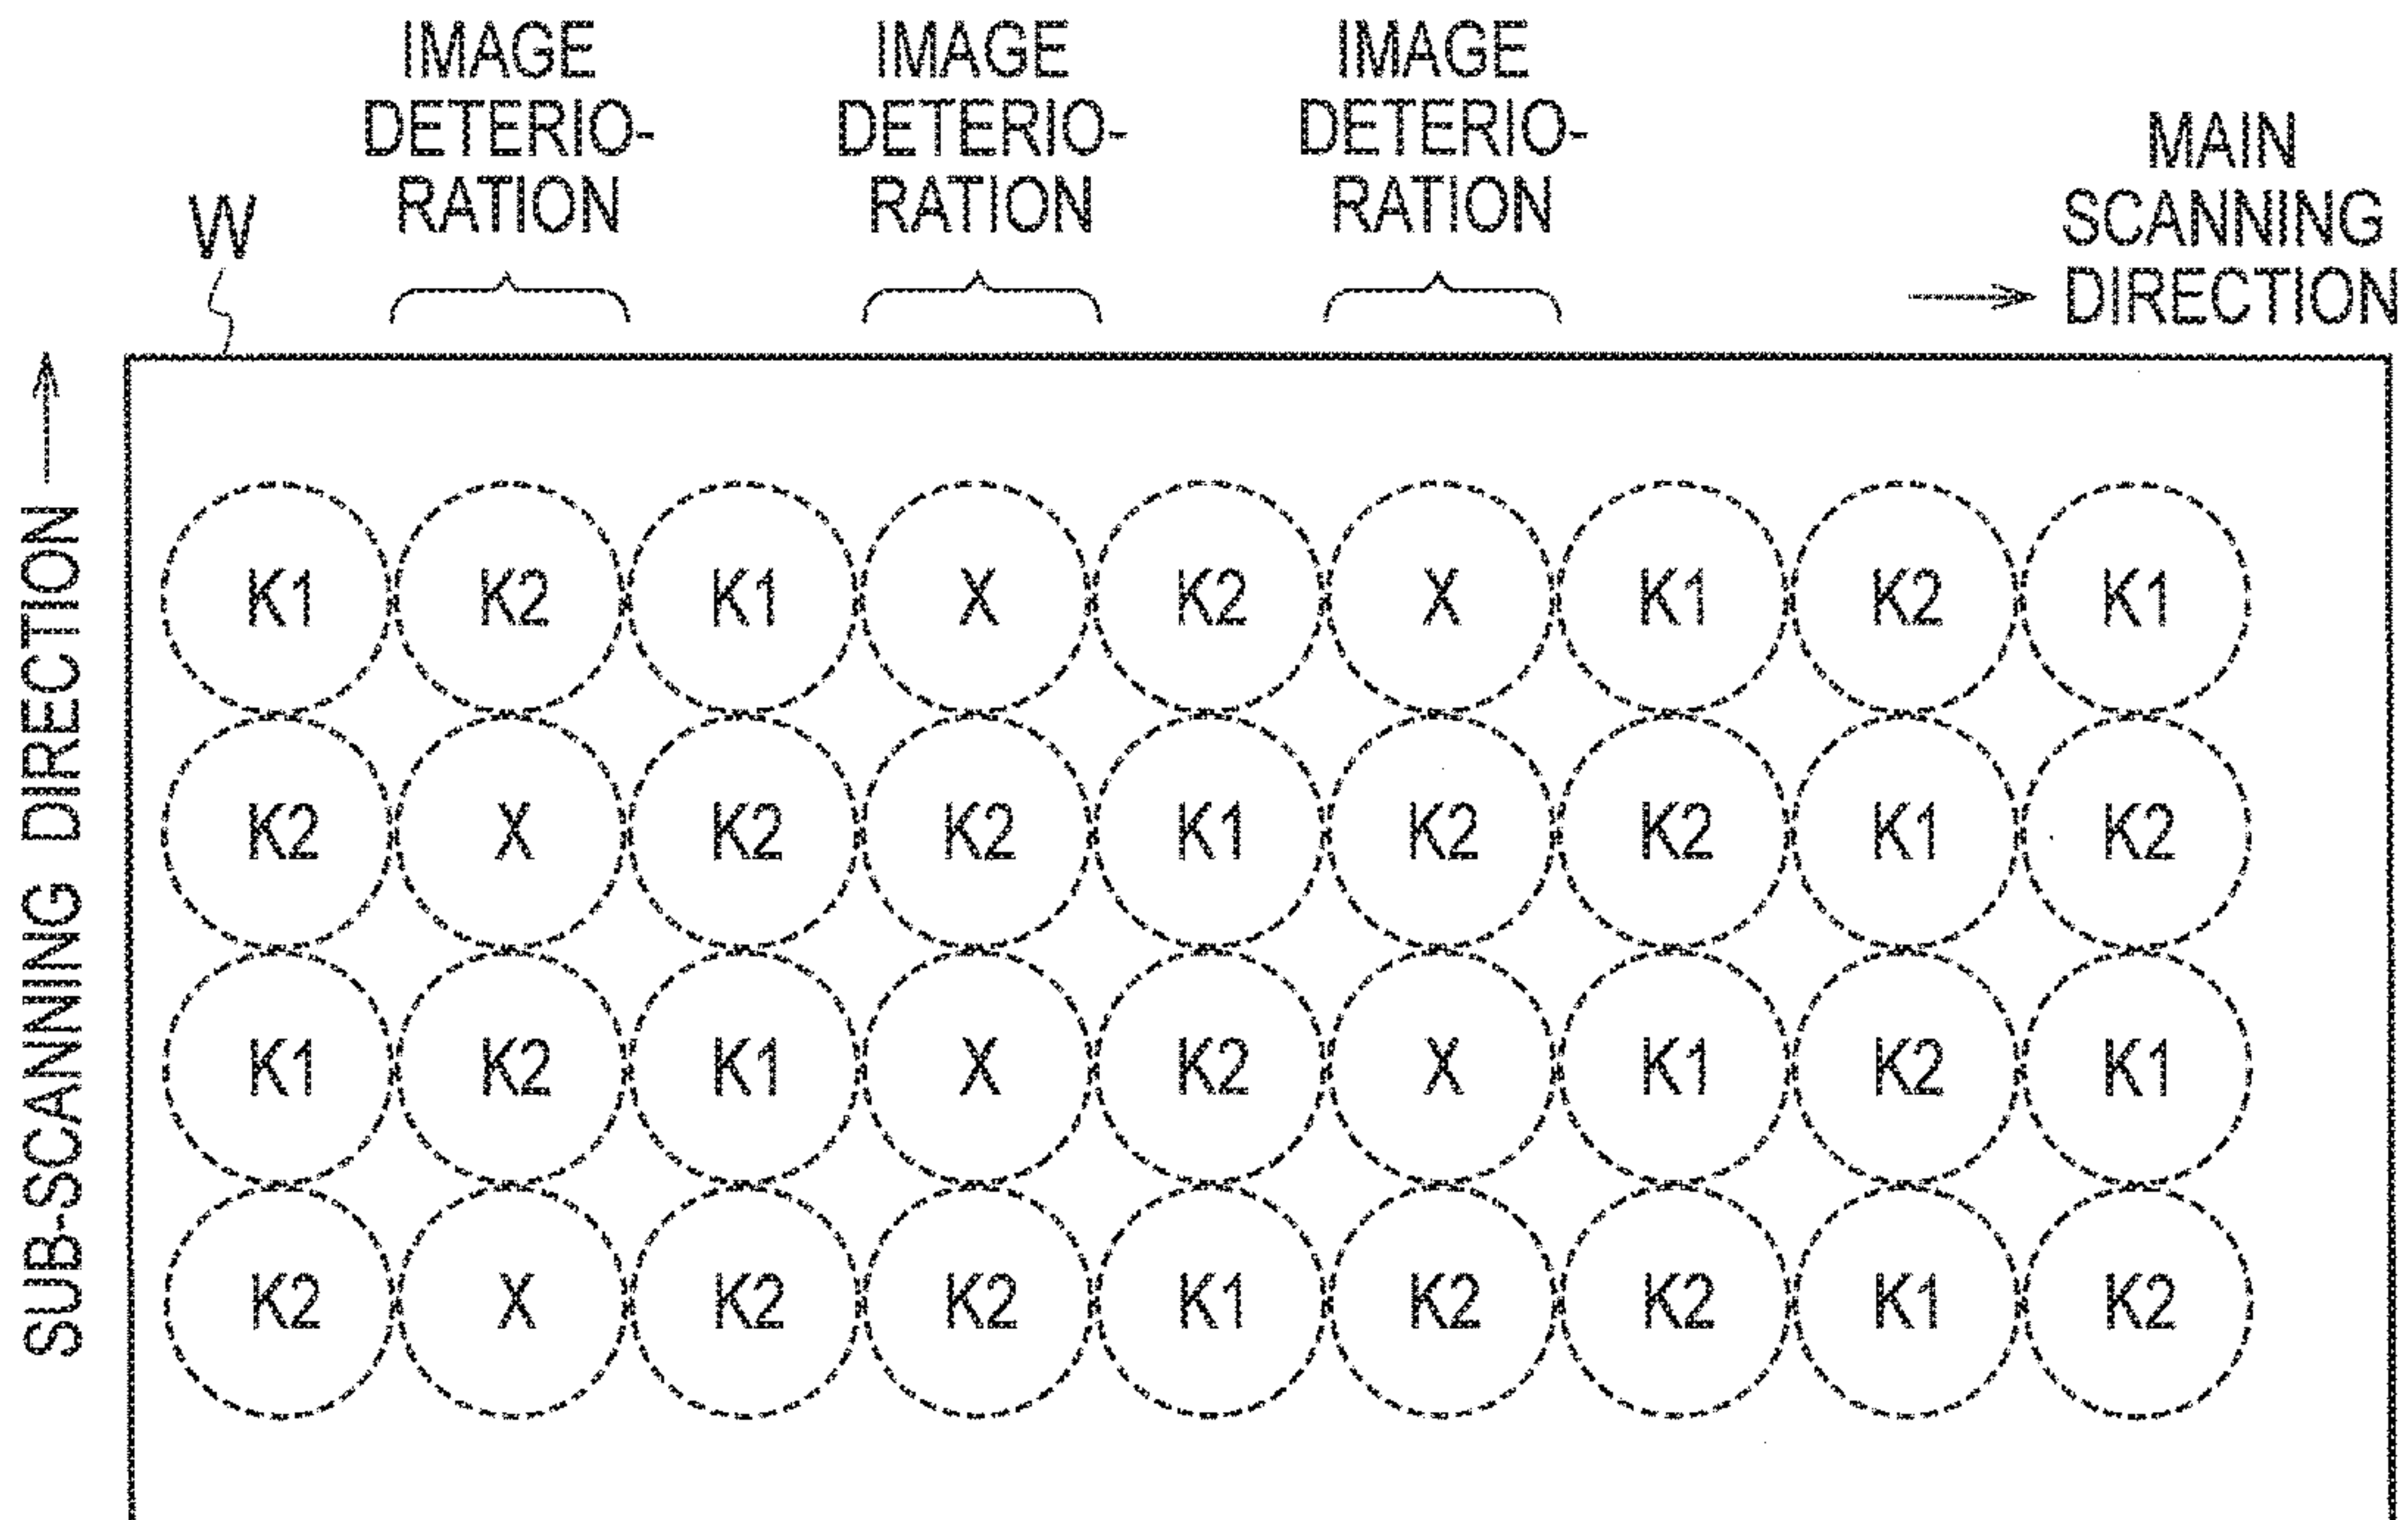 IMAGE
DETERIO-
RATION
IMAGE
DETERIO-
RATION
IMAGE
DETERIO-
RATION
MAIN
SCANNING
DIRECTION
W
SUB-SCANNING DIRECTION
K1 K2 K1 X K2 X K1 K2 K1
K2 X K2 K2 K1 K2 K2 K1 K2
K1 K2 K1 X K2 X K1 K2 K1
K2 X K2 K2 K1 K2 K2 K1 K2